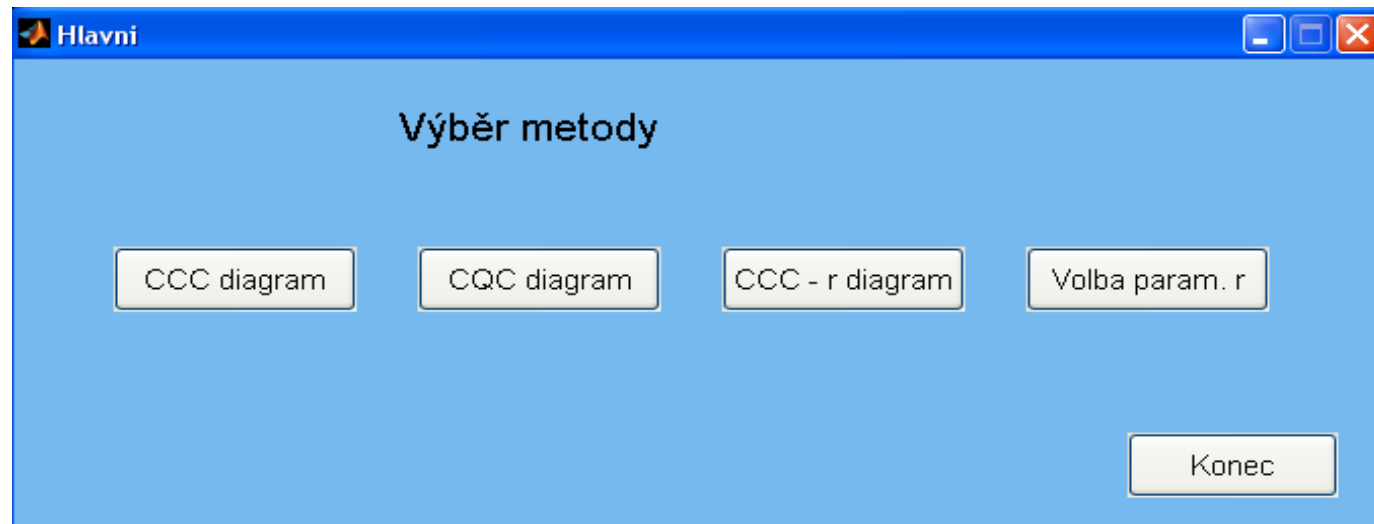 Hlavni
Výběr metody
CCC diagram
CQC diagram
CCC - r diagram
Volba param. r
Konec